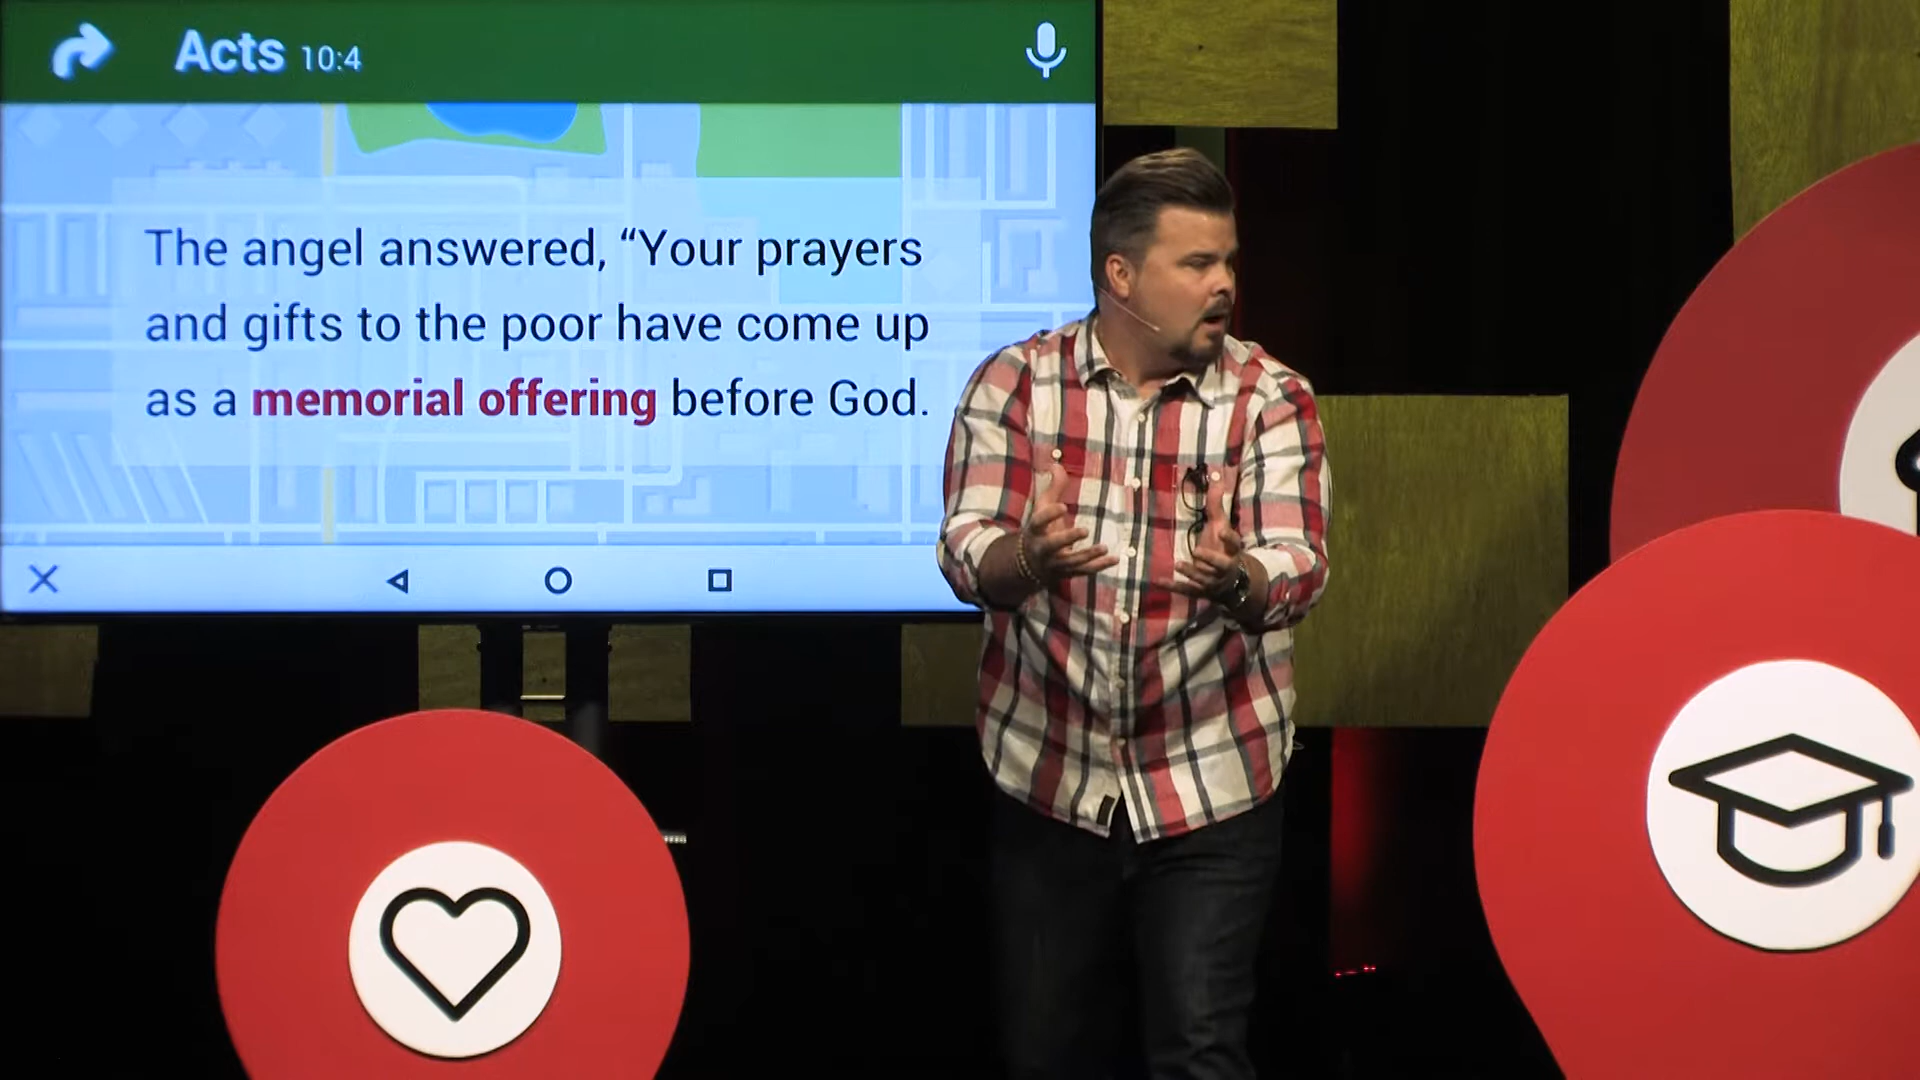 Acts 10:4
The angel answered, “Your prayers
and gifts to the poor have come up
as a memorial offering before God.